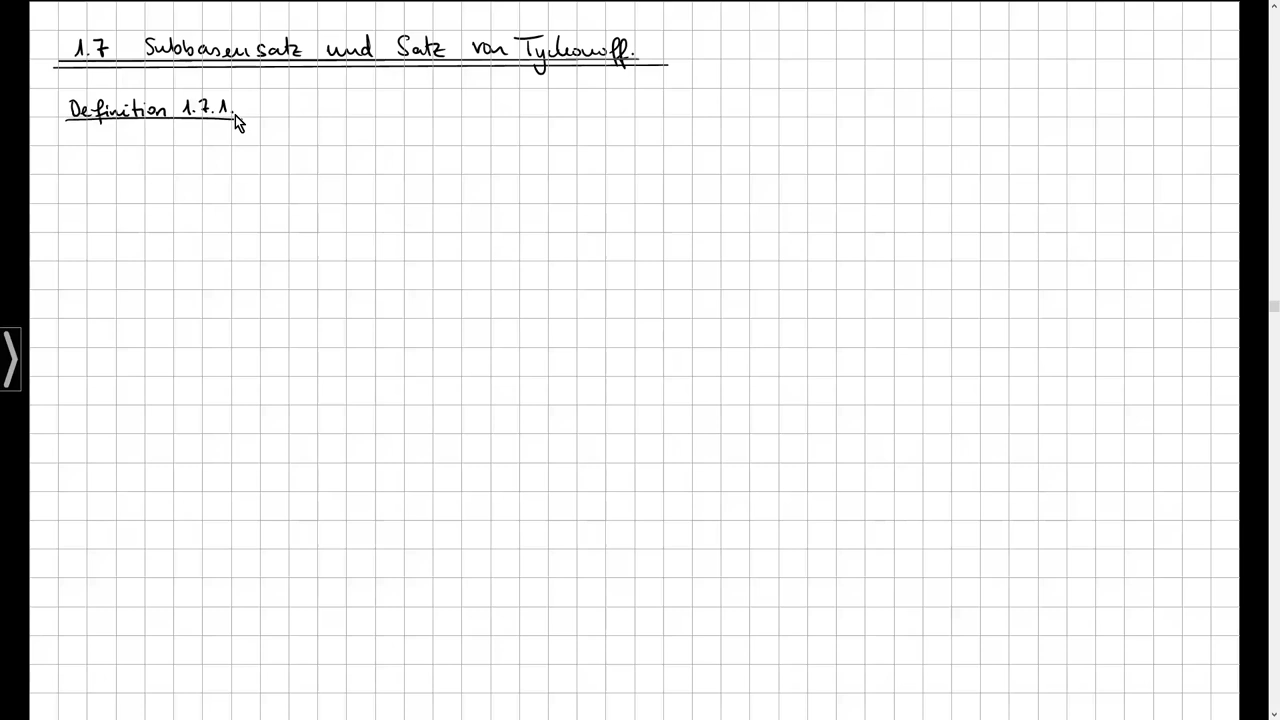 1.7 Subbasensatz und Satz von Tychonoff.
Definition 1.7.1.